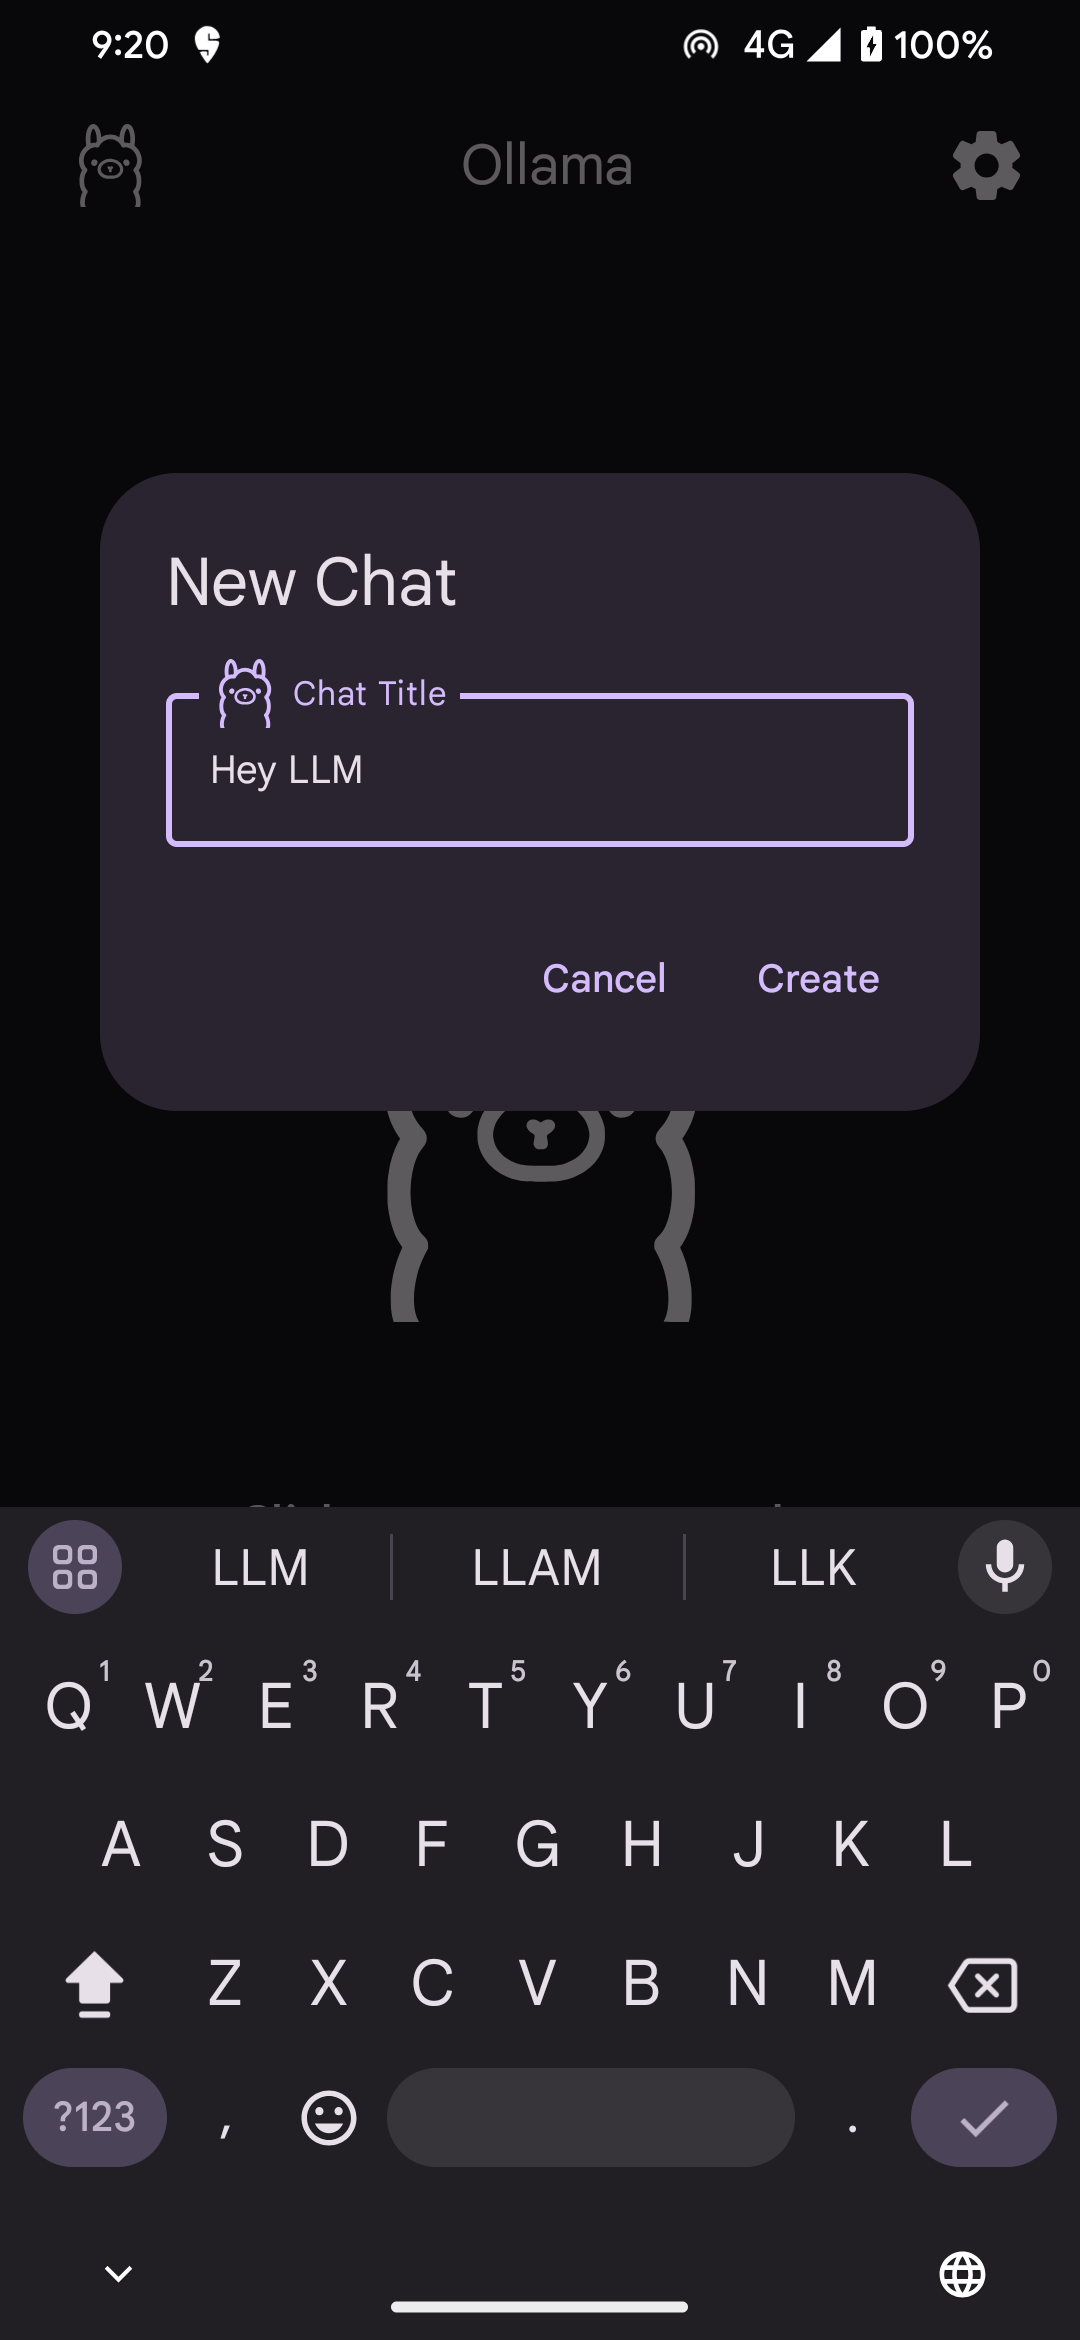 9:20 4G 100%
Ollama
New Chat
Chat Title
Hey LLM
Cancel Create
LLM LLAM LLK
Q1 W2 E3 R4 T5 Y6 U7 I8 O9 P0
A S D F G H J K L
Z X C V B N M
?123 , .